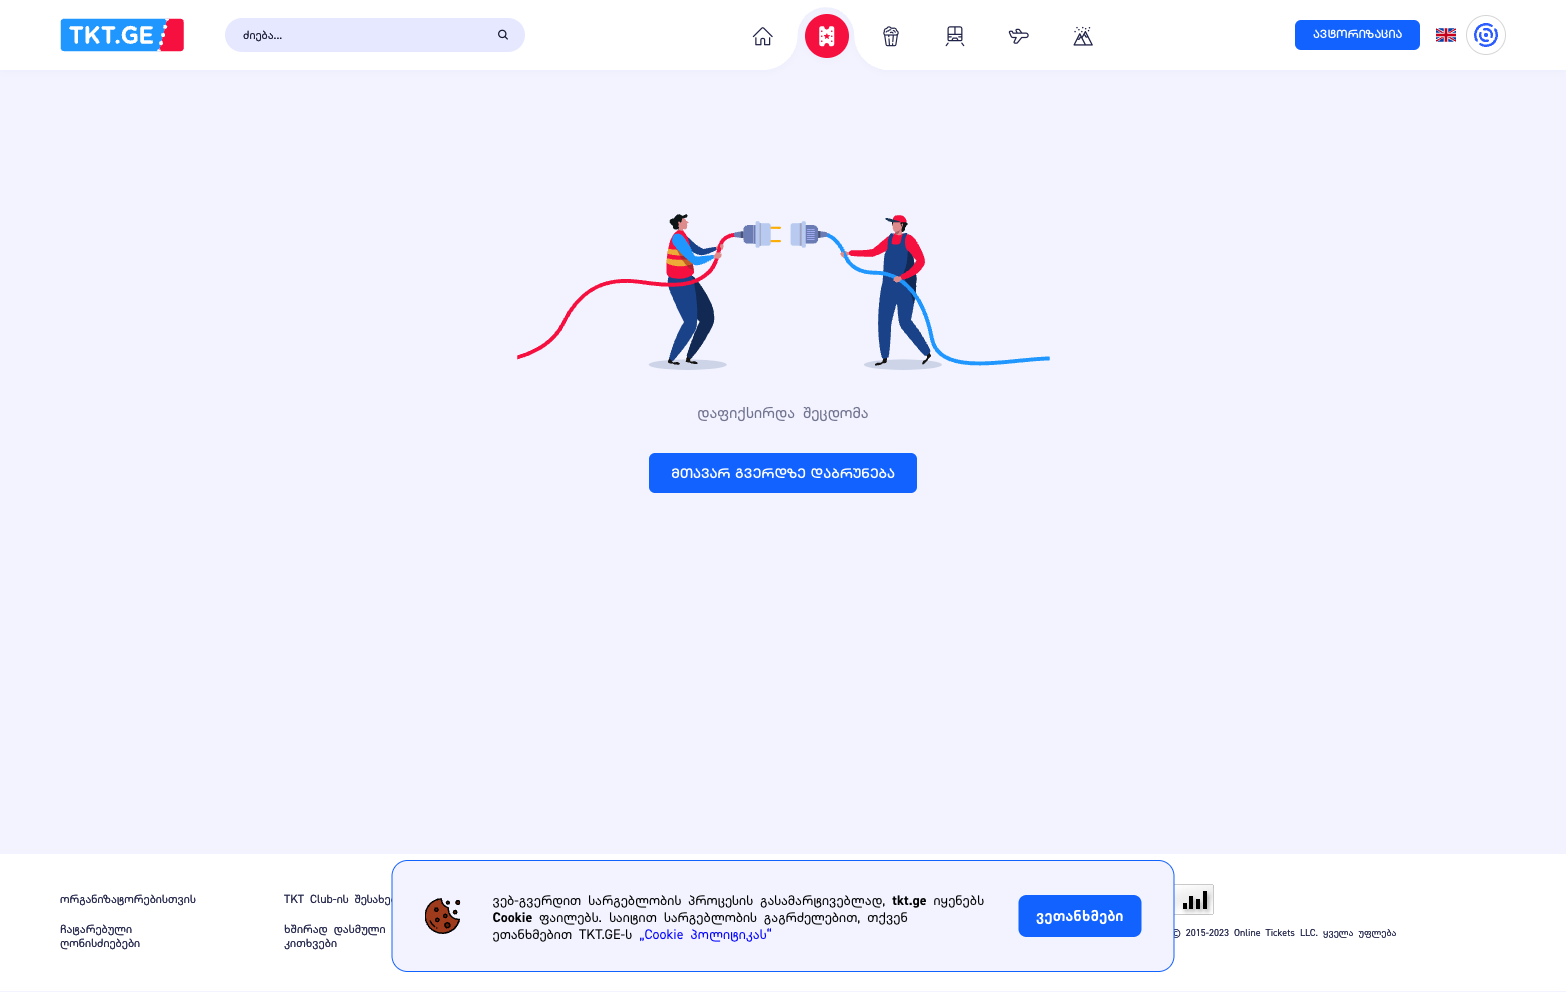 TKT.GE
ძიება...
ავტორიზაცია
დაფიქსირდა შეცდომა
მთავარ გვერდზე დაბრუნება
ორგანიზატორებისთვის
ჩატარებული
ღონისძიებები
TKT Club-ის
ხშირად დასმული
კითხვები
ვებ-გვერდით სარგებლობის პროცესის გასამარტივებლად, tkt.ge იყენებს
Cookie ფაილებს. საიტით სარგებლობის გაგრძელებით, თქვენ
ეთანხმებით TKT.GE-ს „Cookie პოლიტიკას“
ვეთანხმები
© 2015-2023 Online Tickets LLC. ყველა უფლება